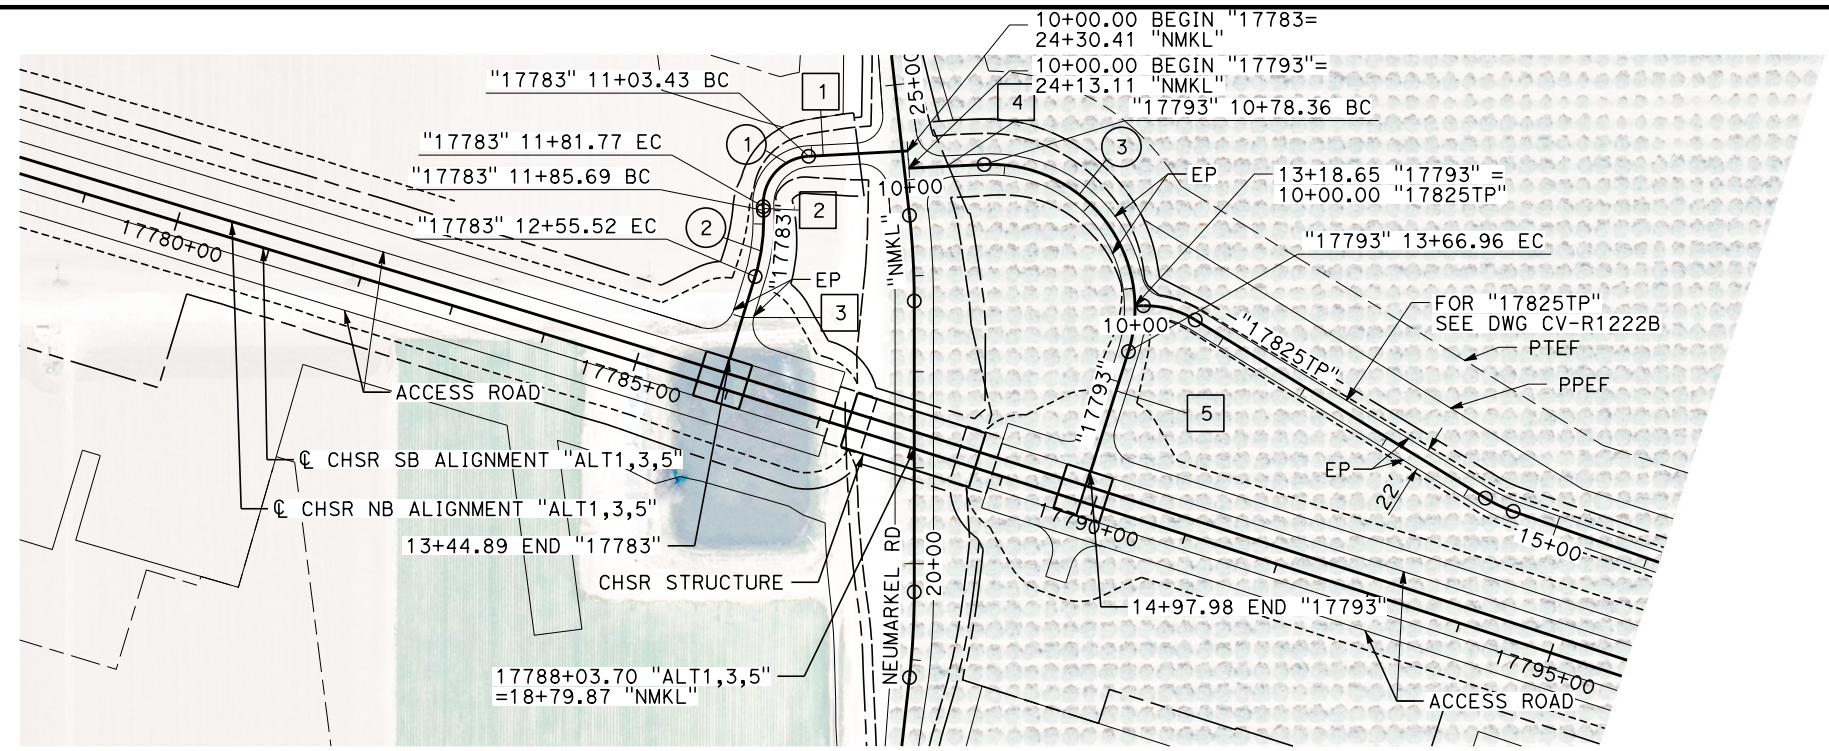 10+00.00 BEGIN "17783=
24+30.41 "NMKL"
10+00.00 BEGIN "17793"=
24+13.11 "NMKL"
"17783" 11+03.43 BC
1
25+00
4
"17793" 10+78.36 BC
"17783" 11+81.77 EC
1
3
"17783" 11+85.69 BC
10+00
EP
13+18.65 "17793" =
10+00.00 "17825TP"
"17783" 12+55.52 EC
2
2
"17783"
"NMKL"
"17793" 13+66.96 EC
17780+00
EP
3
10+00
"17825TP"
FOR "17825TP"
SEE DWG CV-R1222B
PTEF
PPEF
17785+00
ACCESS ROAD
"17793"
5
℄ CHSR SB ALIGNMENT "ALT1,3,5"
EP
22'
℄ CHSR NB ALIGNMENT "ALT1,3,5"
17790+00
15+00
13+44.89 END "17783"
CHSR STRUCTURE
NEUMARKEL RD
20+00
14+97.98 END "17793"
17788+03.70 "ALT1,3,5"
=18+79.87 "NMKL"
17795+00
ACCESS ROAD